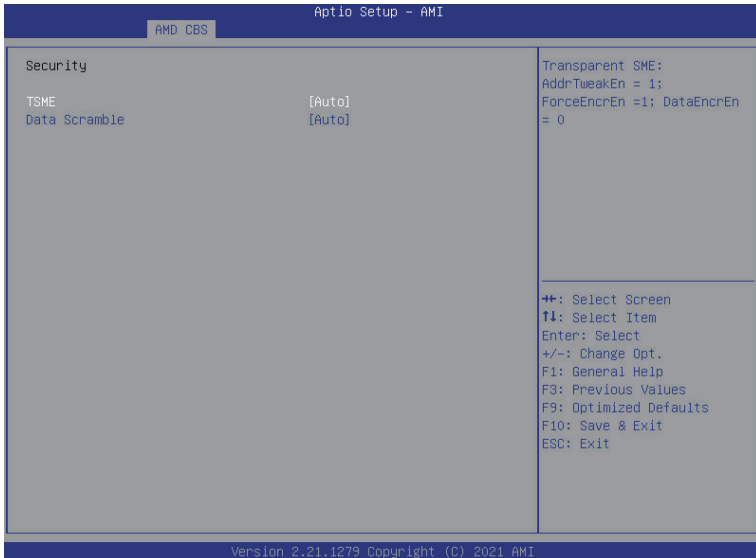 Aptio Setup - AMI
AMD CBS
Security
TSME [Auto]
Data Scramble [Auto]
Transparent SME:
AddrTweakEn = 1;
ForceEncrEn =1; DataEncrEn
= 0
→←: Select Screen
↑↓: Select Item
Enter: Select
+/-: Change Opt.
F1: General Help
F3: Previous Values
F9: Optimized Defaults
F10: Save & Exit
ESC: Exit
Version 2.21.1279 Copyright (C) 2021 AMI